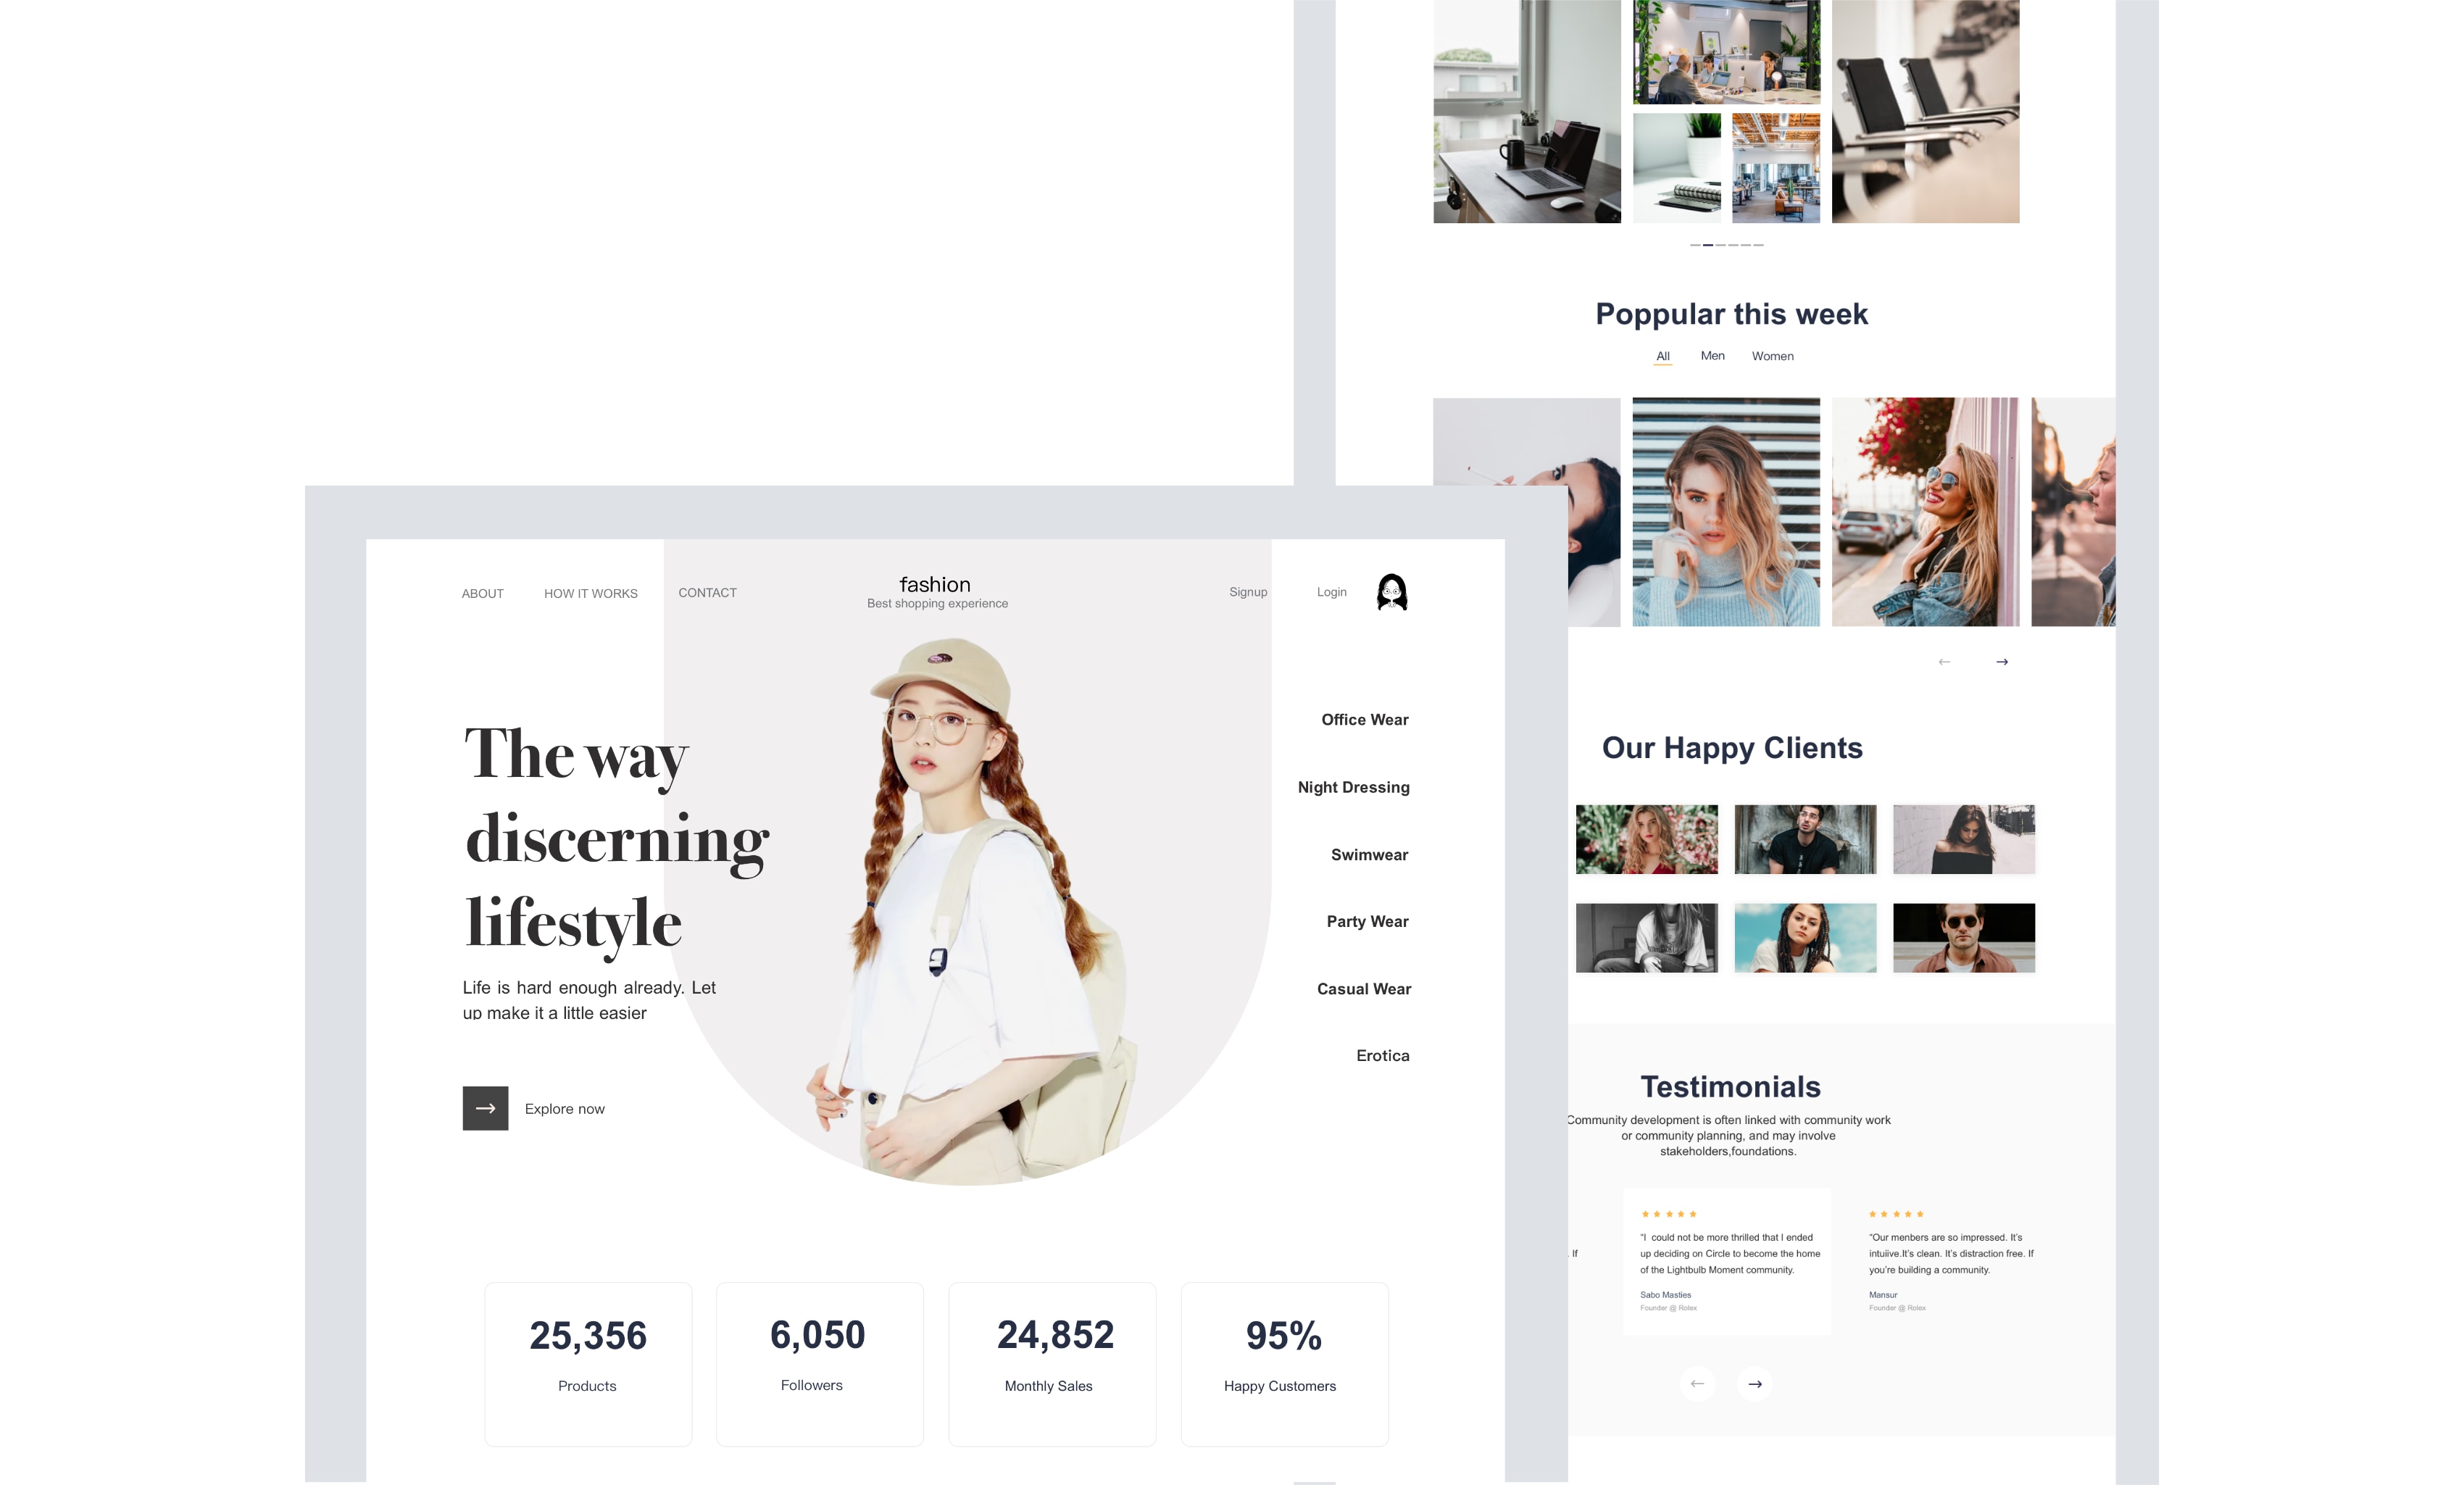 Poppular this week
All Men Women
ABOUT HOW IT WORKS CONTACT
fashion
Best shopping experience
Signup Login
The way
discerning
lifestyle
Life is hard enough already. Let
up make it a little easier
Explore now
Office Wear
Night Dressing
Swimwear
Party Wear
Casual Wear
Erotica
25,356
Products
6,050
Followers
24,852
Monthly Sales
95%
Happy Customers
Our Happy Clients
Testimonials
Community development is often linked with community work
or community planning, and may involve
stakeholders,foundations.
. If
“I could not be more thrilled that I ended
up deciding on Circle to become the home
of the Lightbulb Moment community.
Sabo Masties
Founder @ Rolex
“Our menbers are so impressed. It’s
intuiive.It’s clean. It’s distraction free. If
you’re building a community.
Mansur
Founder @ Rolex